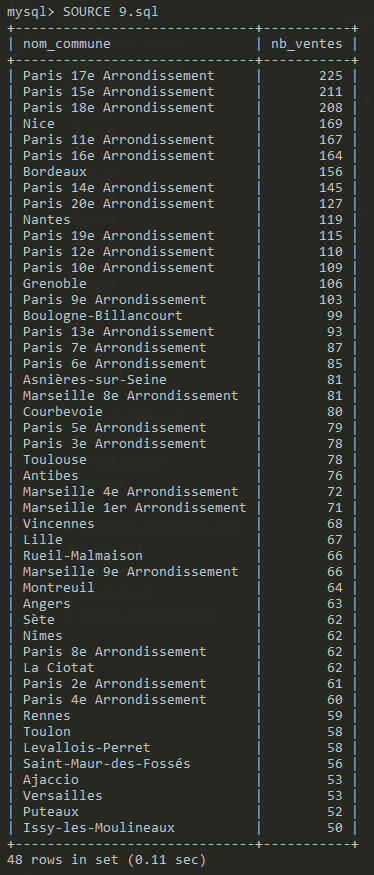 mysql> SOURCE 9.sql
+------------------------------+-----------+
| nom_commune                  | nb_ventes |
+------------------------------+-----------+
| Paris 17e Arrondissement     |       225 |
| Paris 15e Arrondissement     |       211 |
| Paris 18e Arrondissement     |       208 |
| Nice                         |       169 |
| Paris 11e Arrondissement     |       167 |
| Paris 16e Arrondissement     |       164 |
| Bordeaux                     |       156 |
| Paris 14e Arrondissement     |       145 |
| Paris 20e Arrondissement     |       127 |
| Nantes                       |       119 |
| Paris 19e Arrondissement     |       115 |
| Paris 12e Arrondissement     |       110 |
| Paris 10e Arrondissement     |       109 |
| Grenoble                     |       106 |
| Paris 9e Arrondissement      |       103 |
| Boulogne-Billancourt         |        99 |
| Paris 13e Arrondissement     |        93 |
| Paris 7e Arrondissement      |        87 |
| Paris 6e Arrondissement      |        85 |
| Asnières-sur-Seine           |        81 |
| Marseille 8e Arrondissement  |        81 |
| Courbevoie                   |        80 |
| Paris 5e Arrondissement      |        79 |
| Paris 3e Arrondissement      |        78 |
| Toulouse                     |        78 |
| Antibes                      |        76 |
| Marseille 4e Arrondissement  |        72 |
| Marseille 1er Arrondissement |        71 |
| Vincennes                    |        68 |
| Lille                        |        67 |
| Rueil-Malmaison              |        66 |
| Marseille 9e Arrondissement  |        66 |
| Montreuil                    |        64 |
| Angers                       |        63 |
| Sète                         |        62 |
| Nîmes                        |        62 |
| Paris 8e Arrondissement      |        62 |
| La Ciotat                    |        62 |
| Paris 2e Arrondissement      |        61 |
| Paris 4e Arrondissement      |        60 |
| Rennes                       |        59 |
| Toulon                       |        58 |
| Levallois-Perret             |        58 |
| Saint-Maur-des-Fossés        |        56 |
| Ajaccio                      |        53 |
| Versailles                   |        53 |
| Puteaux                      |        52 |
| Issy-les-Moulineaux          |        50 |
+------------------------------+-----------+
48 rows in set (0.11 sec)